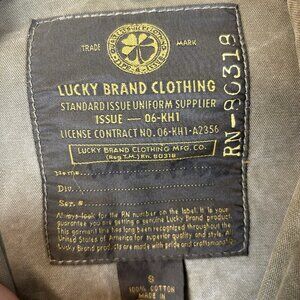 TRADE MARK
LUCKY BRAND CLOTHING
STANDARD ISSUE UNIFORM SUPPLIER
ISSUE — 06-KH1
LICENSE CONTRACT NO. 06-KH1-A2356
LUCKY BRAND CLOTHING MFG. CO.
(Reg.T.M.) Rn. 80318
RN-80318
Name
Div.
Ser.#
Always look for the RN number on the label. It is your
guarantee you are getting a genuine Lucky Brand product.
This garment line has long been recognized throughout the
United States of America for superior quality and style. All
Lucky Brand products are made with pride and craftsmanship.
S
100% COTTON
MADE IN